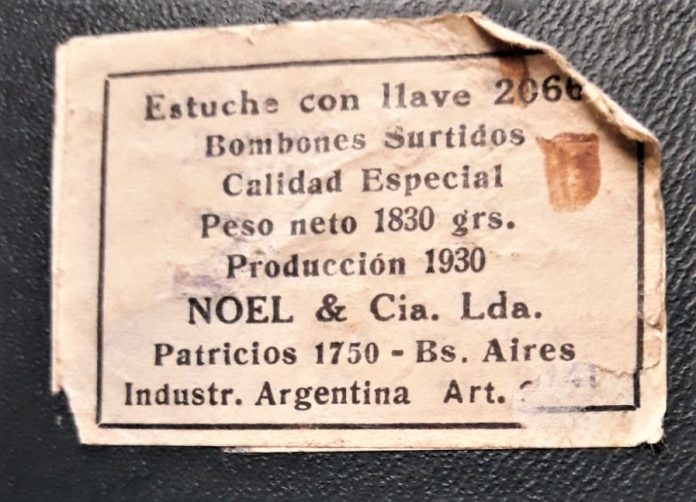 Estuche con llave 2066
Bombones Surtidos
Calidad Especial
Peso neto 1830 grs.
Producción 1930
NOEL & Cia. Lda.
Patricios 1750 - Bs. Aires
Industr. Argentina Art.